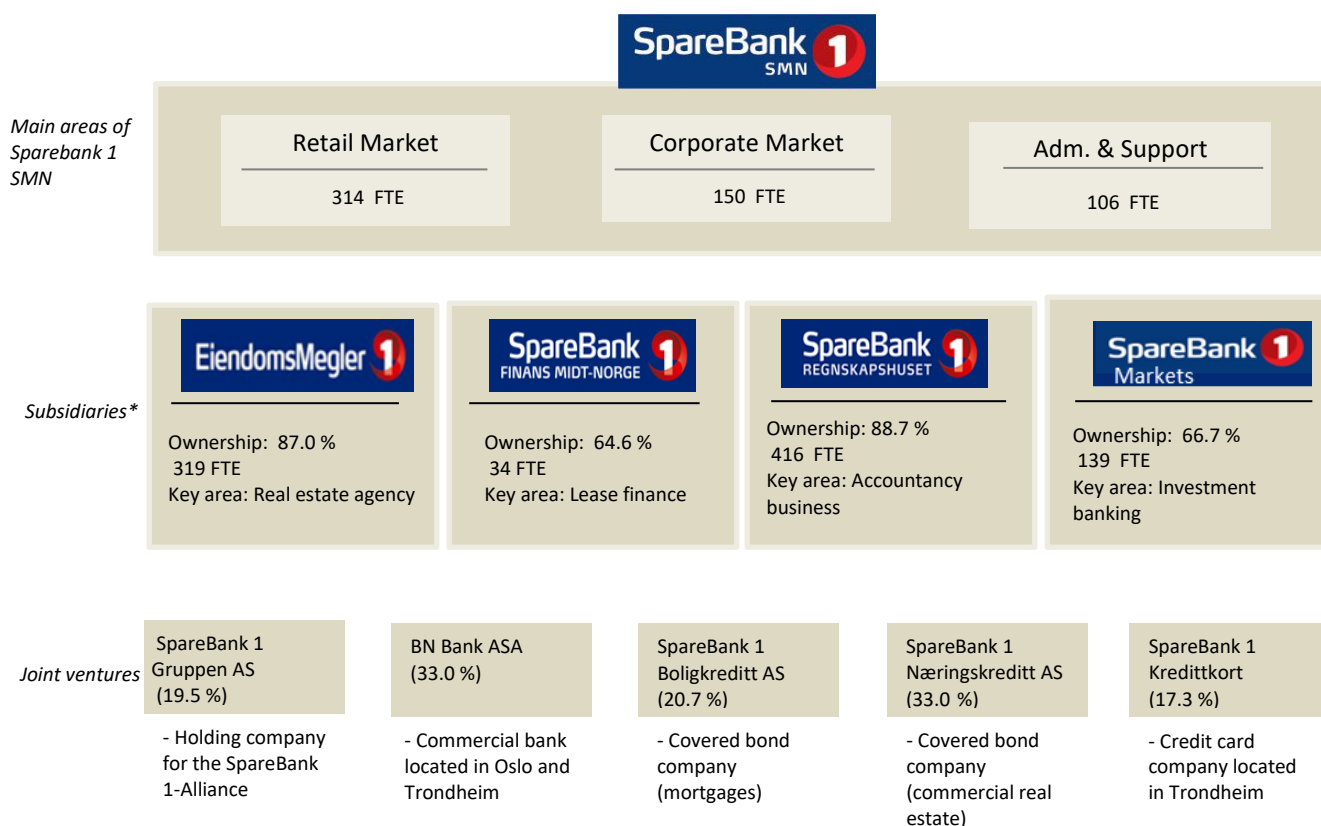 SpareBank 1
SMN
Main areas of
Sparebank 1
SMN
Retail Market
314 FTE
Corporate Market
150 FTE
Adm. & Support
106 FTE
Subsidiaries*
EiendomsMegler 1
Ownership: 87.0 %
319 FTE
Key area: Real estate agency
SpareBank 1
FINANS MIDT-NORGE
Ownership: 64.6 %
34 FTE
Key area: Lease finance
SpareBank 1
REGNSKAPSHUSET
Ownership: 88.7 %
416 FTE
Key area: Accountancy
business
SpareBank 1
Markets
Ownership: 66.7 %
139 FTE
Key area: Investment
banking
Joint ventures
SpareBank 1
Gruppen AS
(19.5 %)
- Holding company
for the SpareBank
1-Alliance
BN Bank ASA
(33.0 %)
- Commercial bank
located in Oslo and
Trondheim
SpareBank 1
Boligkreditt AS
(20.7 %)
- Covered bond
company
(mortgages)
SpareBank 1
Næringskreditt AS
(33.0 %)
- Covered bond
company
(commercial real
estate)
SpareBank 1
Kredittkort
(17.3 %)
- Credit card
company located
in Trondheim